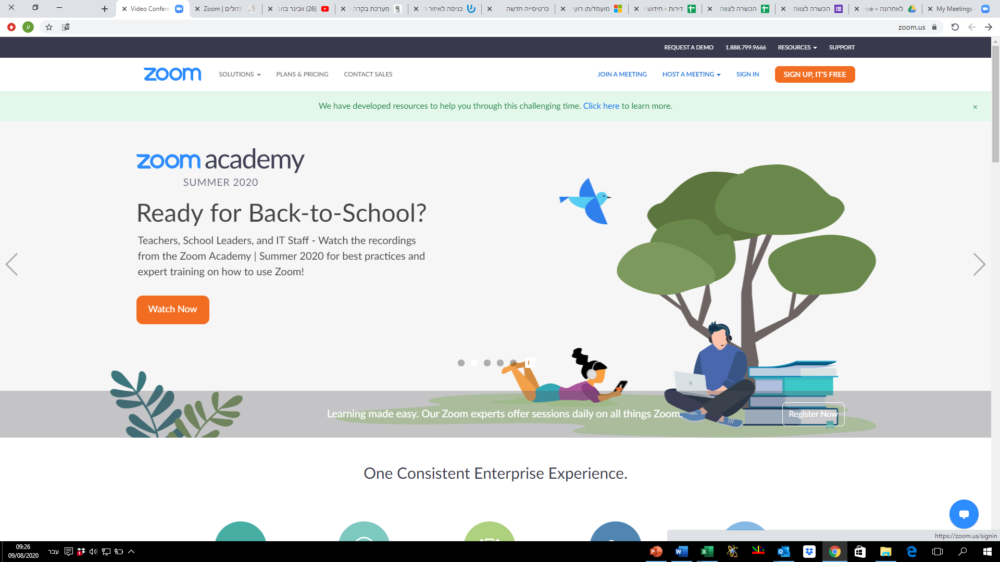 Video Confere
Zoom | גדולים
(26) וובינר בזום
מערכת בקרה
כניסה לאיזור ה
כרטיסייה חדשה
מועמד/ת: רועי
דירות - חידוש
הכשרה לצוות
הכשרה לצוות
לאחרונה – rive
My Meetings
ע
zoom.us
REQUEST A DEMO 1.888.799.9666 RESOURCES SUPPORT
zoom SOLUTIONS PLANS & PRICING CONTACT SALES JOIN A MEETING HOST A MEETING SIGN IN SIGN UP, IT'S FREE
We have developed resources to help you through this challenging time. Click here to learn more.
zoom academy
SUMMER 2020
Ready for Back-to-School?
Teachers, School Leaders, and IT Staff - Watch the recordings
from the Zoom Academy | Summer 2020 for best practices and
expert training on how to use Zoom!
Watch Now
Learning made easy. Our Zoom experts offer sessions daily on all things Zoom.
Register Now
One Consistent Enterprise Experience.
https://zoom.us/signin
09:26
09/08/2020
עבר